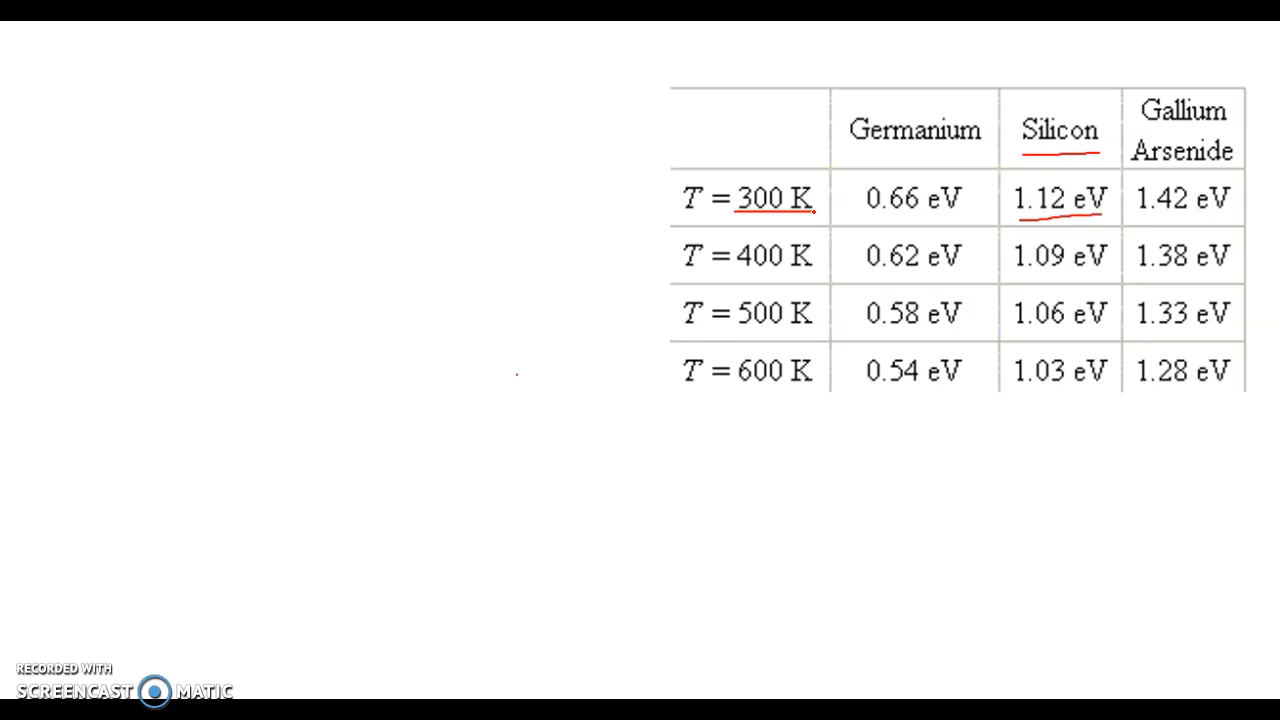 Germanium Silicon Gallium Arsenide
T = 300 K 0.66 eV 1.12 eV 1.42 eV
T = 400 K 0.62 eV 1.09 eV 1.38 eV
T = 500 K 0.58 eV 1.06 eV 1.33 eV
T = 600 K 0.54 eV 1.03 eV 1.28 eV
RECORDED WITH
SCREENCAST MATIC